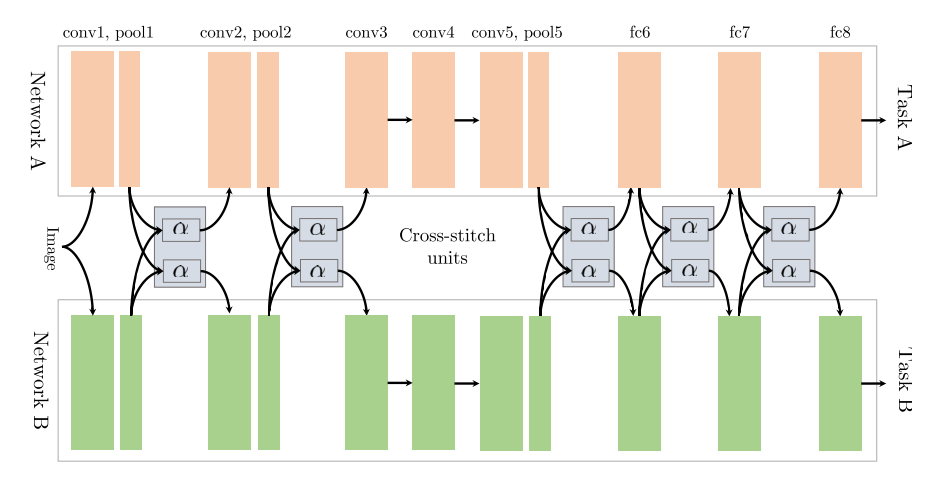 conv1, pool1
conv2, pool2
conv3
conv4
conv5, pool5
fc6
fc7
fc8
Network A
Task A
Image
α
α
α
α
α
α
α
α
α
α
Cross-stitch
units
Network B
Task B